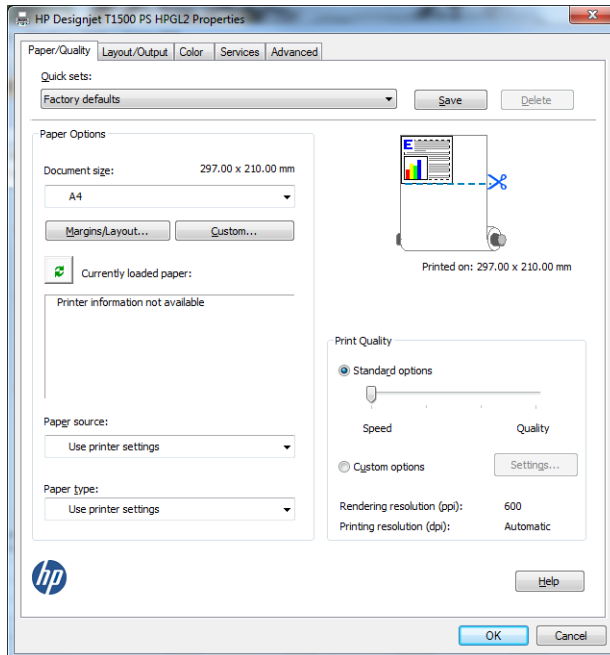 HP Designjet T1500 PS HPGL2 Properties
Paper/Quality Layout/Output Color Services Advanced
Quick sets:
Factory defaults
Save
Delete
Paper Options
Document size: 297.00 x 210.00 mm
A4
Margins/Layout...
Custom...
Currently loaded paper:
Printer information not available
Paper source:
Use printer settings
Paper type:
Use printer settings
E
Printed on: 297.00 x 210.00 mm
Print Quality
Standard options
Speed Quality
Custom options
Settings...
Rendering resolution (ppi): 600
Printing resolution (dpi): Automatic
hp
Help
OK
Cancel